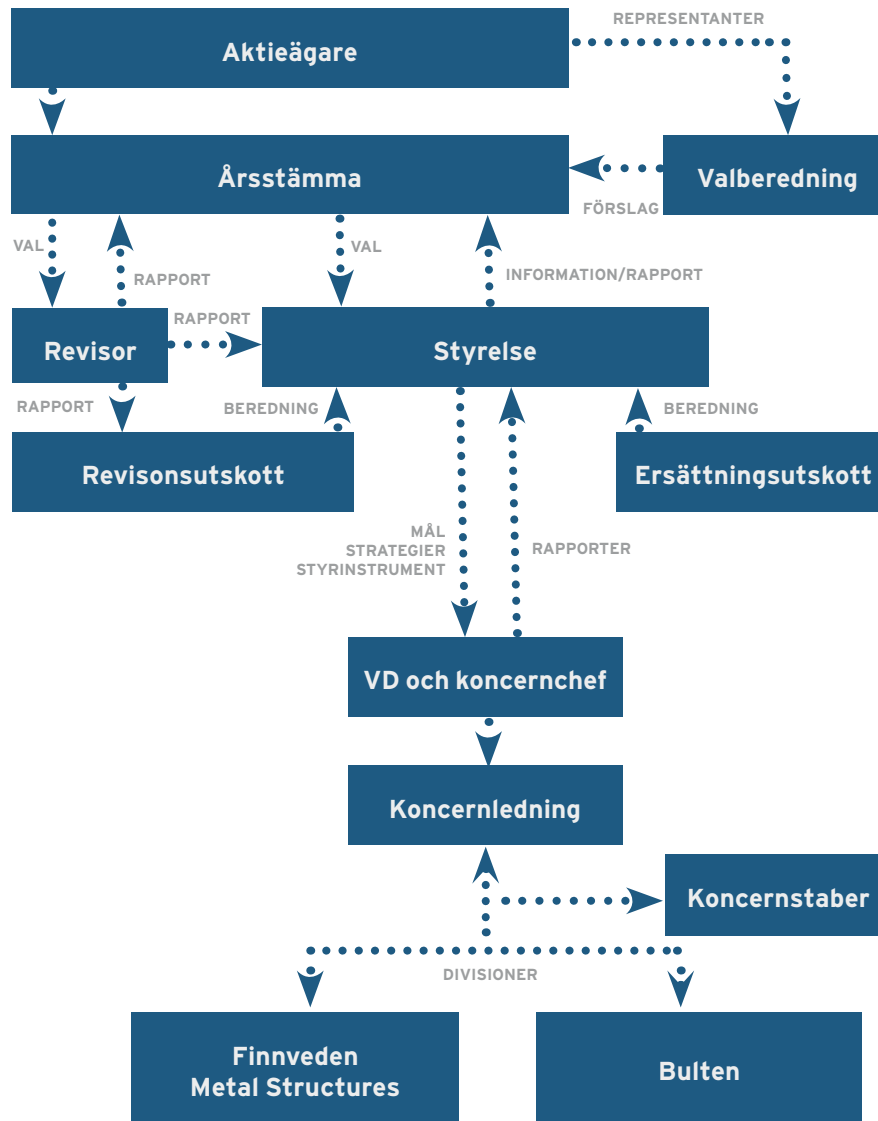 REPRESENTANTER
Aktieägare
Årsstämma
Valberedning
FÖRSLAG
VAL
VAL
RAPPORT
INFORMATION/RAPPORT
RAPPORT
Revisor
Styrelse
RAPPORT
BEREDNING
BEREDNING
Revisonsutskott
Ersättningsutskott
MÅL
STRATEGIER
STYRINSTRUMENT
RAPPORTER
VD och koncernchef
Koncernledning
Koncernstaber
DIVISIONER
Finnveden
Metal Structures
Bulten